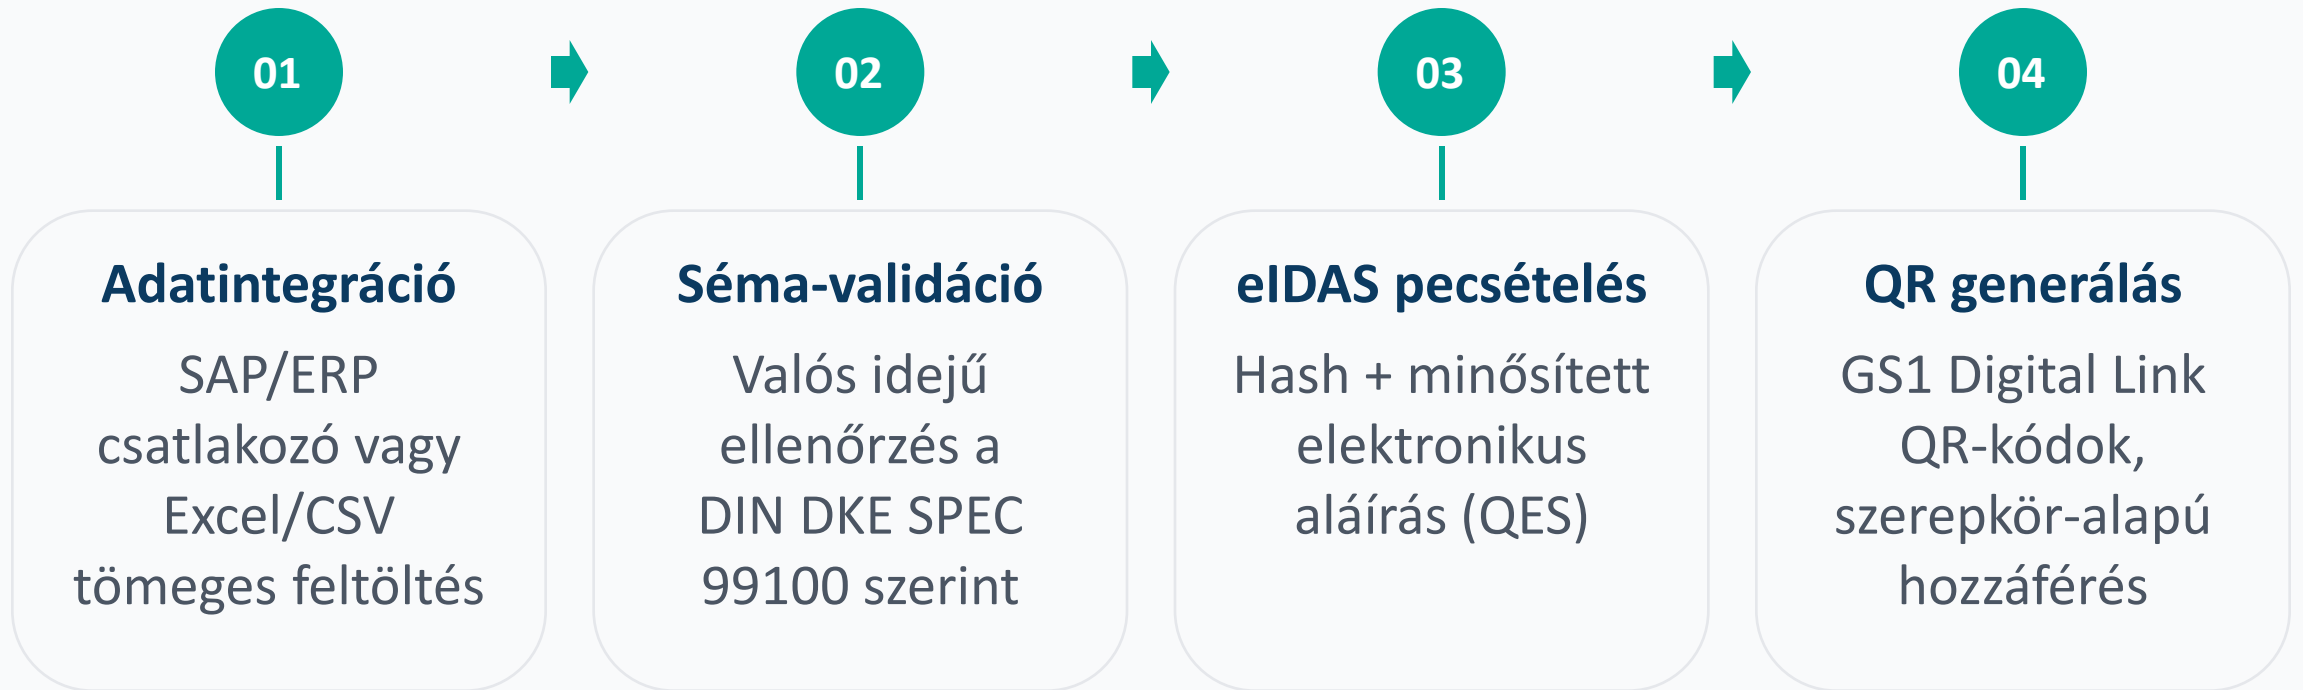 01
Adatintegráció
SAP/ERP
csatlakozó vagy
Excel/CSV
tömeges feltöltés
02
Séma-validáció
Valós idejű
ellenőrzés a
DIN DKE SPEC
99100 szerint
03
eIDAS pecsételés
Hash + minősített
elektronikus
aláírás (QES)
04
QR generálás
GS1 Digital Link
QR-kódok,
szerepkör-alapú
hozzáférés